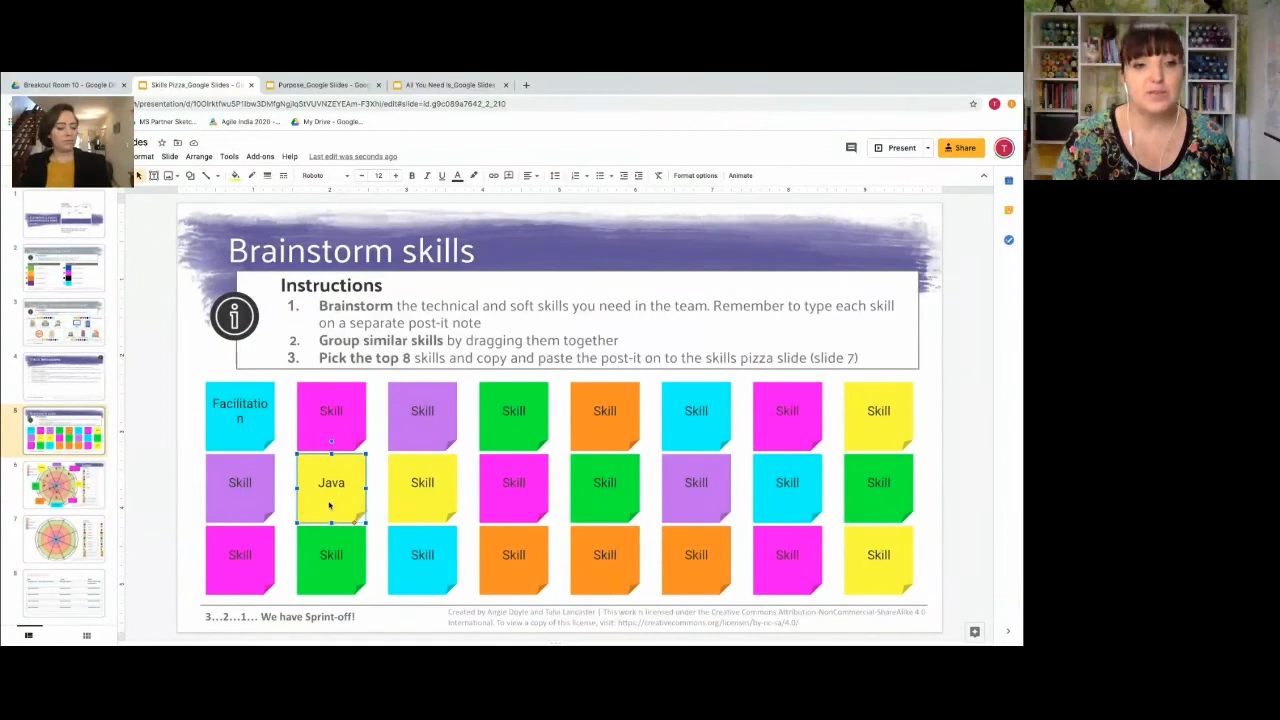 Breakout Room 10 - Google D
Skills Pizza_Google Slides - Goo
Purpose_Google Slides - Goog
All You Need Is_Google Slides
MS Partner Sketc...
Agile India 2020 -...
My Drive - Google...
des
ormat Slide Arrange Tools Add-ons Help Last edit was seconds ago
Present
Share
T
Roboto 12 B I U A Format options Animate
Brainstorm skills
Instructions
1. Brainstorm the technical and soft skills you need in the team. Remember to type each skill
on a separate post-it note
2. Group similar skills by dragging them together
3. Pick the top 8 skills and copy and paste the post-it on to the skills pizza slide (slide 7)
Facilitatio
n
Skill Skill Skill Skill Skill Skill Skill
Skill Java Skill Skill Skill Skill Skill Skill
Skill Skill Skill Skill Skill Skill Skill Skill
3...2...1... We have Sprint-off!
Created by Angie Doyle and Talia Lancaster | This work is licensed under the Creative Commons Attribution-NonCommercial-ShareAlike 4.0
International. To view a copy of this license, visit: https://creativecommons.org/licenses/by-nc-sa/4.0/